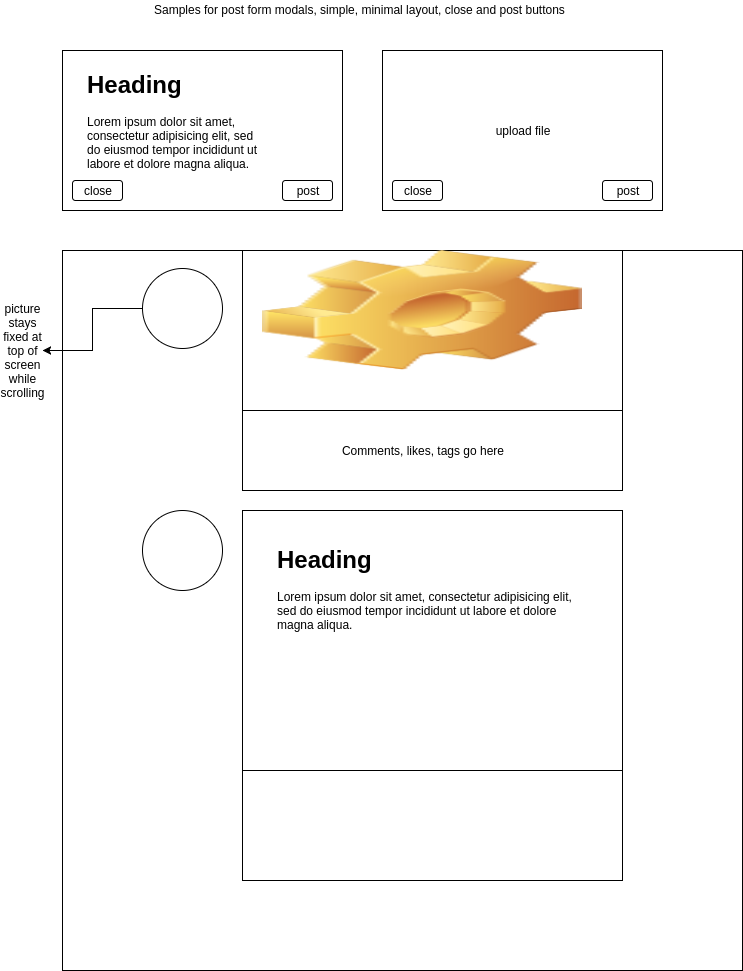 Samples for post form modals, simple, minimal layout, close and post buttons
Heading
Lorem ipsum dolor sit amet,
consectetur adipisicing elit, sed
do eiusmod tempor incididunt ut
labore et dolore magna aliqua.
close
post
upload file
close
post
picture
stays
fixed at
top of
screen
while
scrolling
Comments, likes, tags go here
Heading
Lorem ipsum dolor sit amet, consectetur adipisicing elit,
sed do eiusmod tempor incididunt ut labore et dolore
magna aliqua.